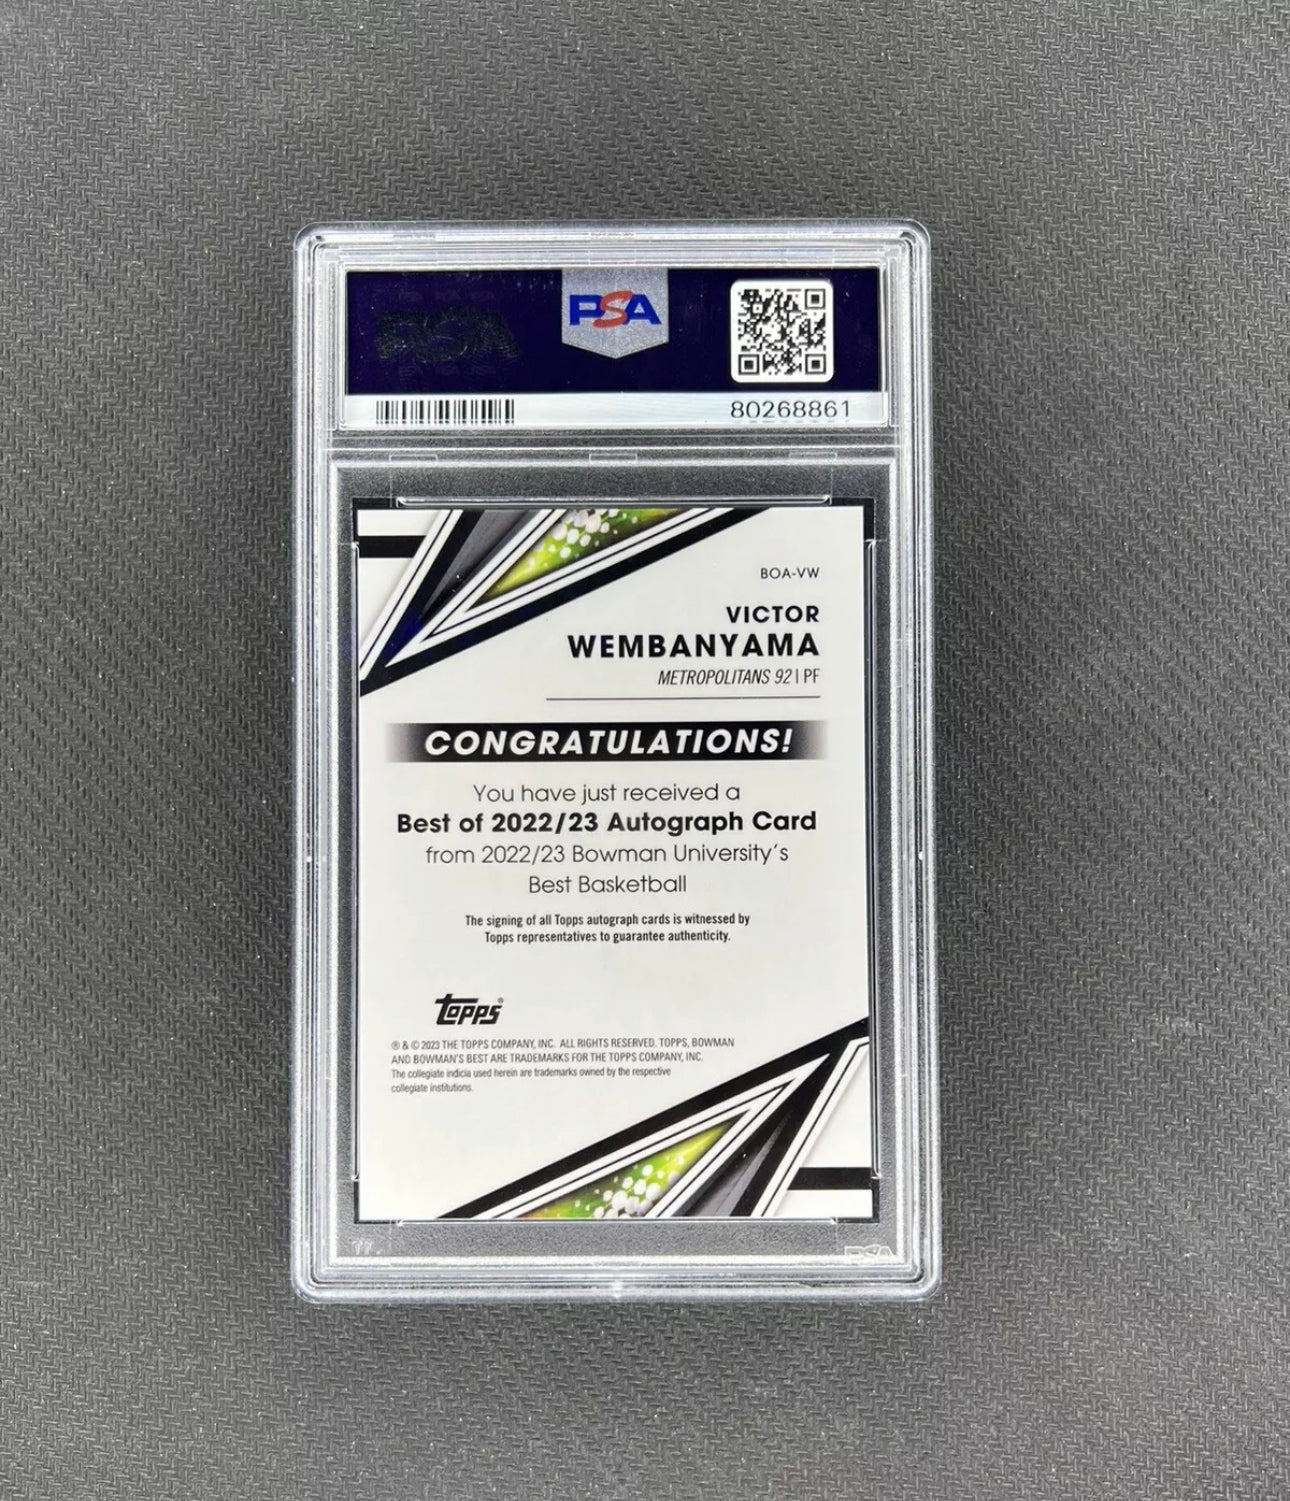 PSA
80268861
BOA-VW
VICTOR
WEMBANYAMA
METROPOLITANS 92 | PF
CONGRATULATIONS!
You have just received a
Best of 2022/23 Autograph Card
from 2022/23 Bowman University's
Best Basketball
The signing of all Topps autograph cards is witnessed by
Topps representatives to guarantee authenticity.
topps®
® & © 2023 THE TOPPS COMPANY, INC. ALL RIGHTS RESERVED. TOPPS, BOWMAN
AND BOWMAN'S BEST ARE TRADEMARKS FOR THE TOPPS COMPANY, INC.
The collegiate indicia used herein are trademarks owned by the respective
collegiate institutions.
PSA